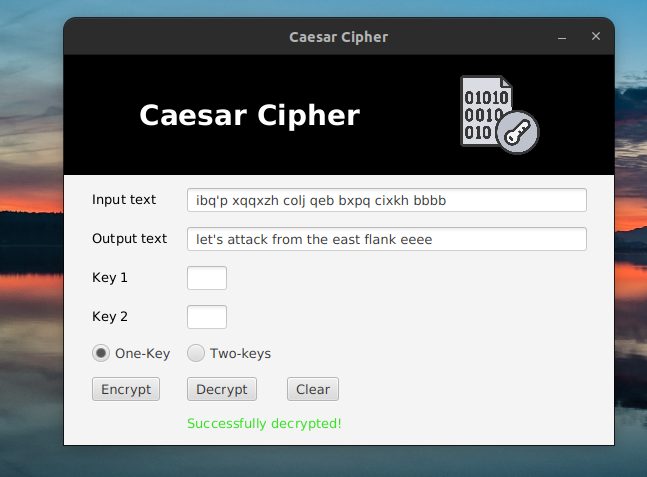 Caesar Cipher
Caesar Cipher
01010
0010
010
Input text ibq'p xqqxzh colj qeb bxpq cixkh bbbb
Output text let's attack from the east flank eeee
Key 1
Key 2
One-Key Two-keys
Encrypt Decrypt Clear
Successfully decrypted!